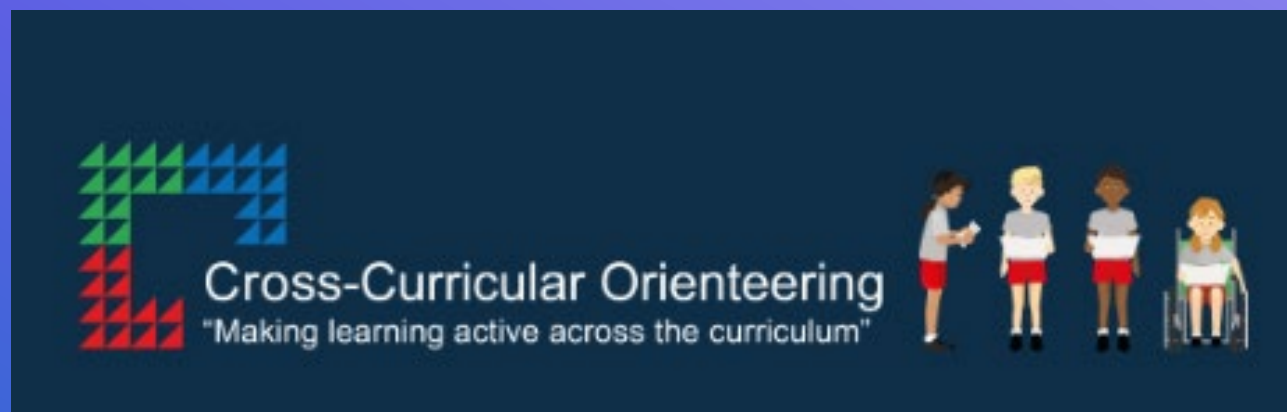 Cross-Curricular Orienteering
"Making learning active across the curriculum"